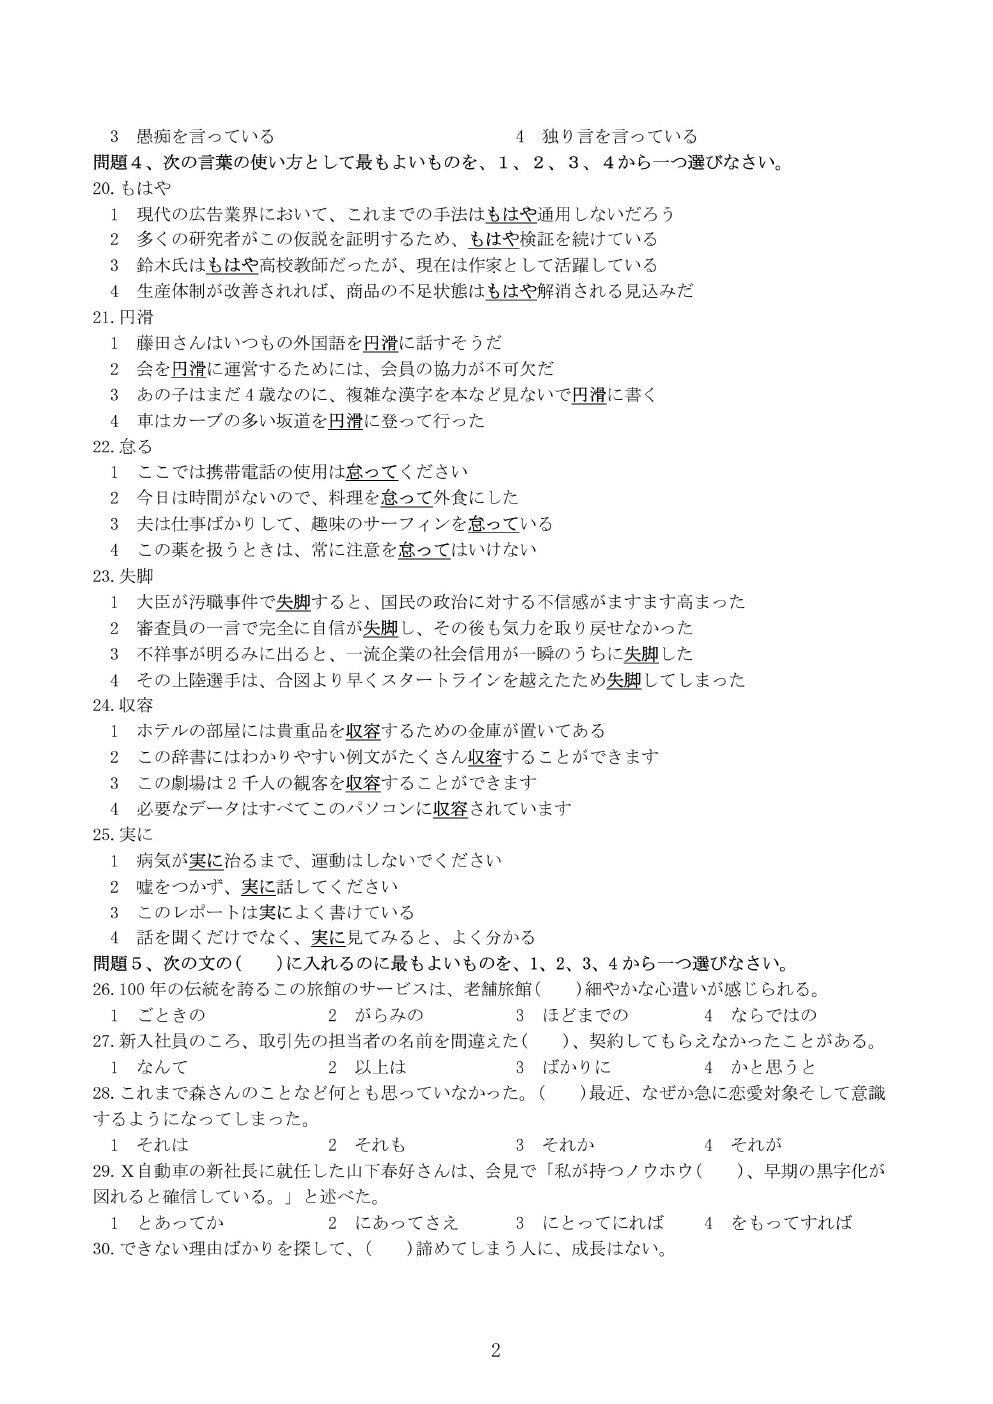 3　愚痴を言っている　　4　独り言を言っている
問題４、次の言葉の使い方として最もよいものを、１、２、３、４から一つ選びなさい。
20. もはや
1　現代の広告業界において、これまでの手法はもはや通用しないだろう
2　多くの研究者がこの仮説を証明するため、もはや検証を続けている
3　鈴木氏はもはや高校教師だったが、現在は作家として活躍している
4　生産体制が改善されれば、商品の不足状態はもはや解消される見込みだ
21. 円滑
1　藤田さんはいつもの外国語を円滑に話すそうだ
2　会を円滑に運営するためには、会員の協力が不可欠だ
3　あの子はまだ 4 歳なのに、複雑な漢字を本など見ないで円滑に書く
4　車はカーブの多い坂道を円滑に登って行った
22. 怠る
1　ここでは携帯電話の使用は怠ってください
2　今日は時間がないので、料理を怠って外食にした
3　夫は仕事ばかりして、趣味のサーフィンを怠っている
4　この薬を扱うときは、常に注意を怠ってはいけない
23. 失脚
1　大臣が汚職事件で失脚すると、国民の政治に対する不信感がますます高まった
2　審査員の一言で完全に自信が失脚し、その後も気力を取り戻せなかった
3　不祥事が明るみに出ると、一流企業の社会信用が一瞬のうちに失脚した
4　その上陸選手は、合図より早くスタートラインを越えたため失脚してしまった
24. 収容
1　ホテルの部屋には貴重品を収容するための金庫が置いてある
2　この辞書にはわかりやすい例文がたくさん収容することができます
3　この劇場は 2 千人の観客を収容することができます
4　必要なデータはすべてこのパソコンに収容されています
25. 実に
1　病気が実に治るまで、運動はしないでください
2　嘘をつかず、実に話してください
3　このレポートは実によく書けている
4　話を聞くだけでなく、実に見てみると、よく分かる
問題５、次の文の(　　)に入れるのに最もよいものを、1、2、3、4 から一つ選びなさい。
26. 100 年の伝統を誇るこの旅館のサービスは、老舗旅館(　　)細やかな心遣いが感じられる。
1　ごときの　　2　がらみの　　3　ほどまでの　　4　ならではの
27. 新入社員のころ、取引先の担当者の名前を間違えた(　　)、契約してもらえなかったことがある。
1　なんて　　2　以上は　　3　ばかりに　　4　かと思うと
28. これまで森さんのことなど何とも思っていなかった。(　　)最近、なぜか急に恋愛対象そして意識
するようになってしまった。
1　それは　　2　それも　　3　それか　　4　それが
29. Ｘ自動車の新社長に就任した山下春好さんは、会見で「私が持つノウホウ(　　)、早期の黒字化が
図れると確信している。」と述べた。
1　とあってか　　2　にあってさえ　　3　にとってにれば　　4　をもってすれば
30. できない理由ばかりを探して、(　　)諦めてしまう人に、成長はない。
2